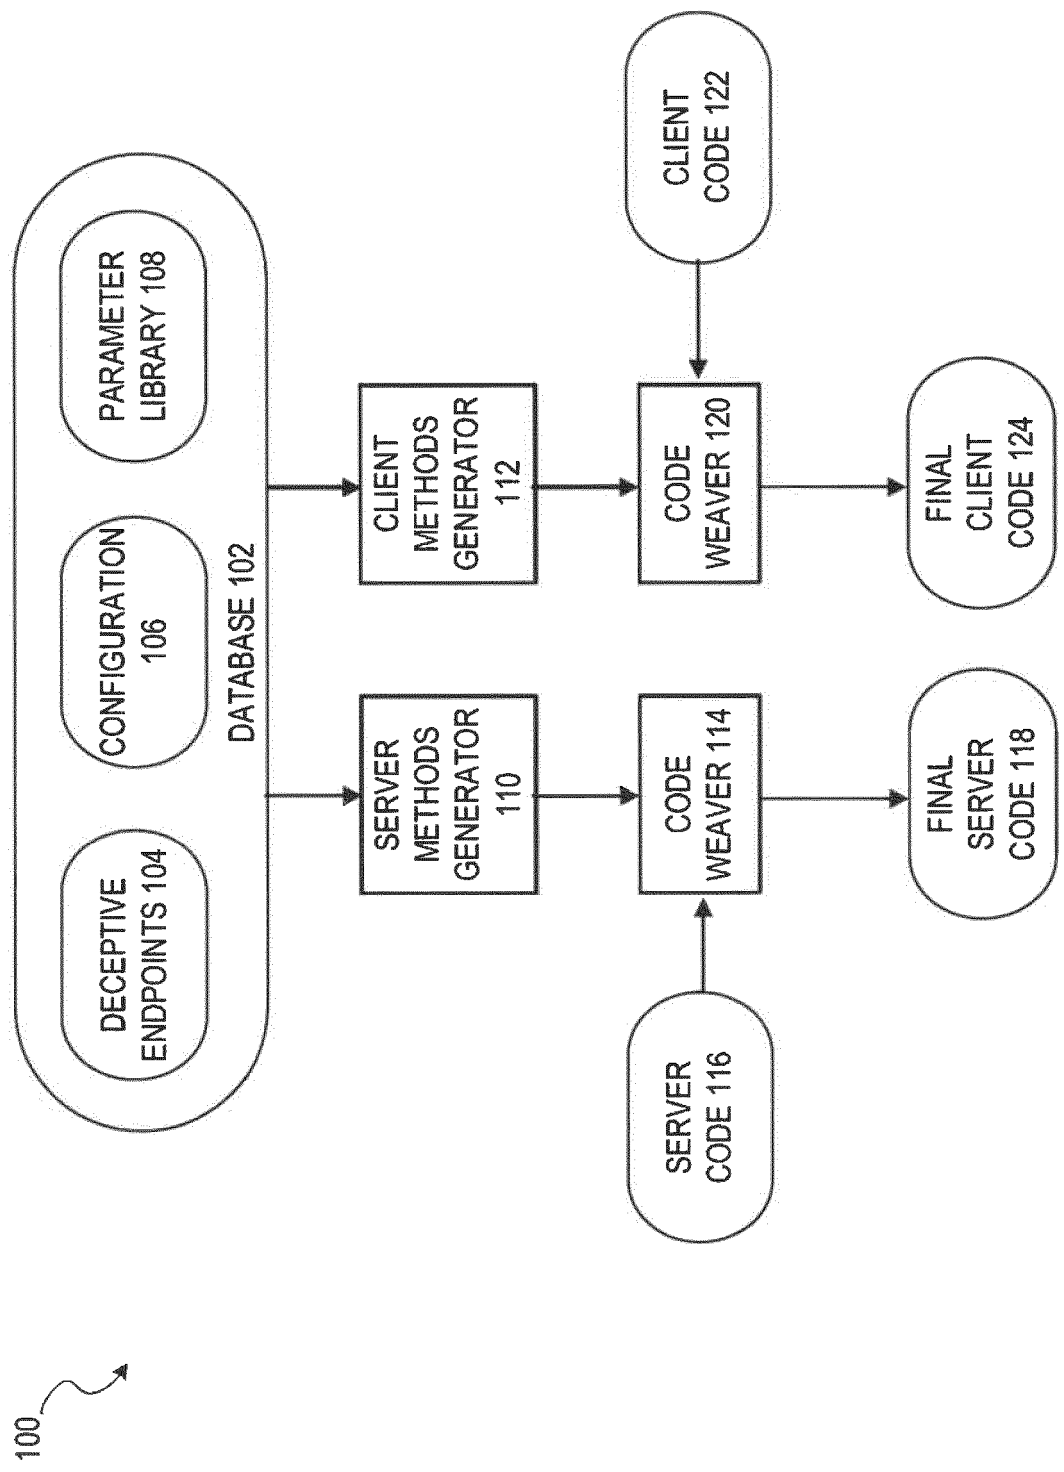 100
DECEPTIVE
ENDPOINTS 104
CONFIGURATION
106
PARAMETER
LIBRARY 108
DATABASE 102
SERVER
METHODS
GENERATOR
110
CLIENT
METHODS
GENERATOR
112
SERVER
CODE 116
CODE
WEAVER 114
CODE
WEAVER 120
CLIENT
CODE 122
FINAL
SERVER
CODE 118
FINAL
CLIENT
CODE 124